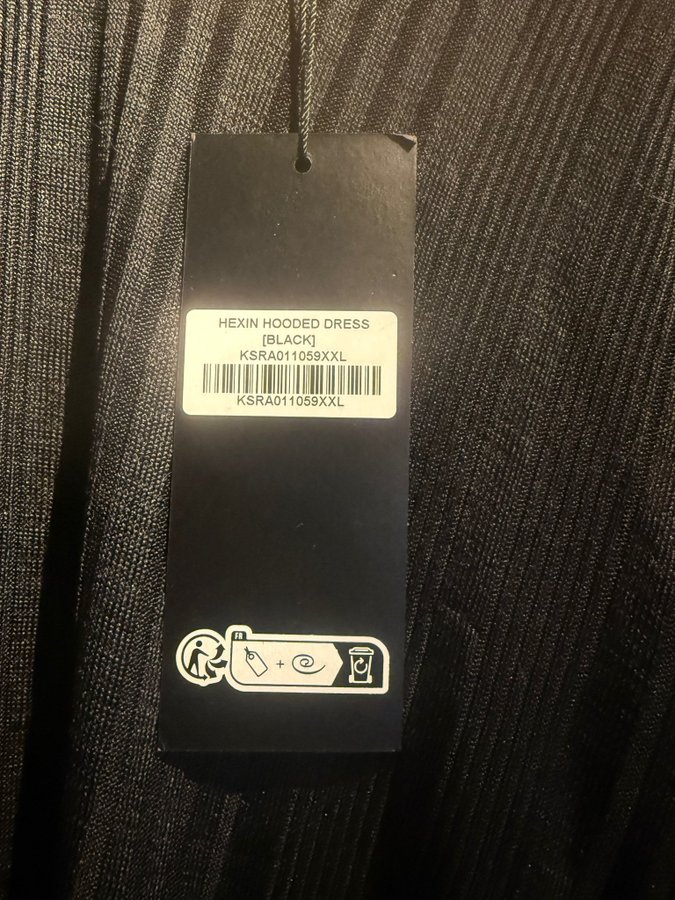 HEXIN HOODED DRESS
[BLACK]
KSRA011059XXL
KSRA011059XXL
FR
+